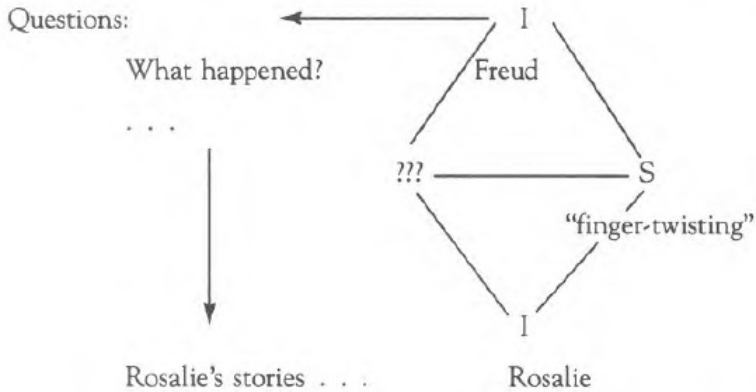 Questions: I
What happened? Freud
. . .
??? S
"finger-twisting"
I
Rosalie's stories . . . Rosalie